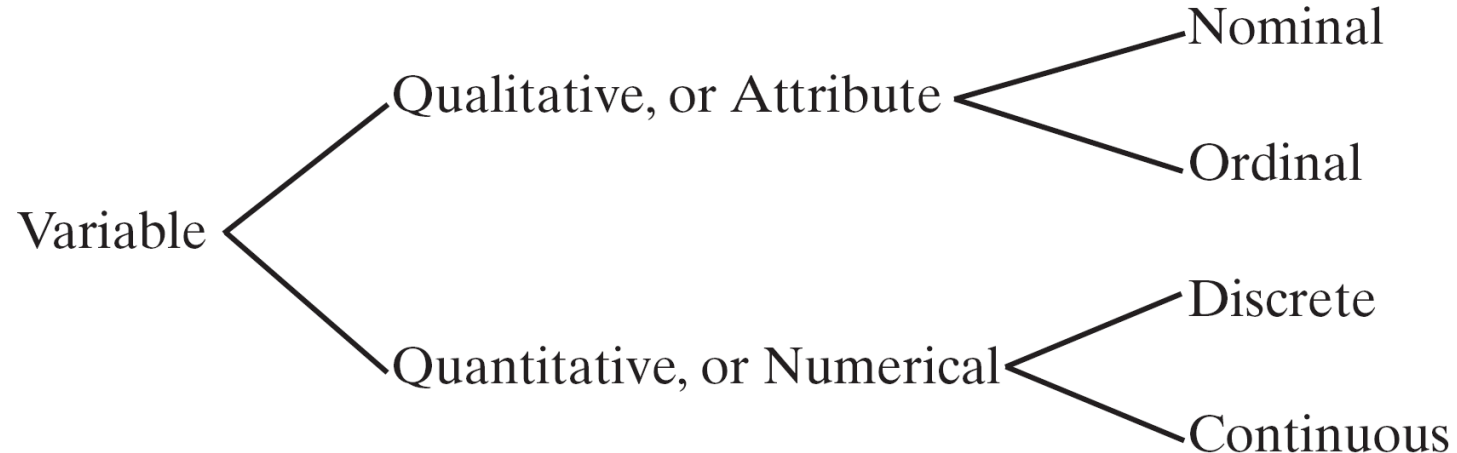 Nominal
Qualitative, or Attribute
Ordinal
Variable
Discrete
Quantitative, or Numerical
Continuous